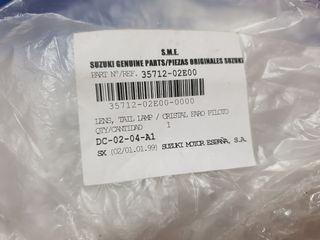 S.M.E.
SUZUKI GENUINE PARTS/PIEZAS ORIGINALES SUZUKI
PART Nº/REF. 35712-02E00
35712-02E00-0000
LENS, TAIL LAMP / CRISTAL FARO PILOTO
QTY/CANTIDAD 1
DC-02-04-A1
SX (02/01.01.99) SUZUKI MOTOR ESPAÑA, S.A.